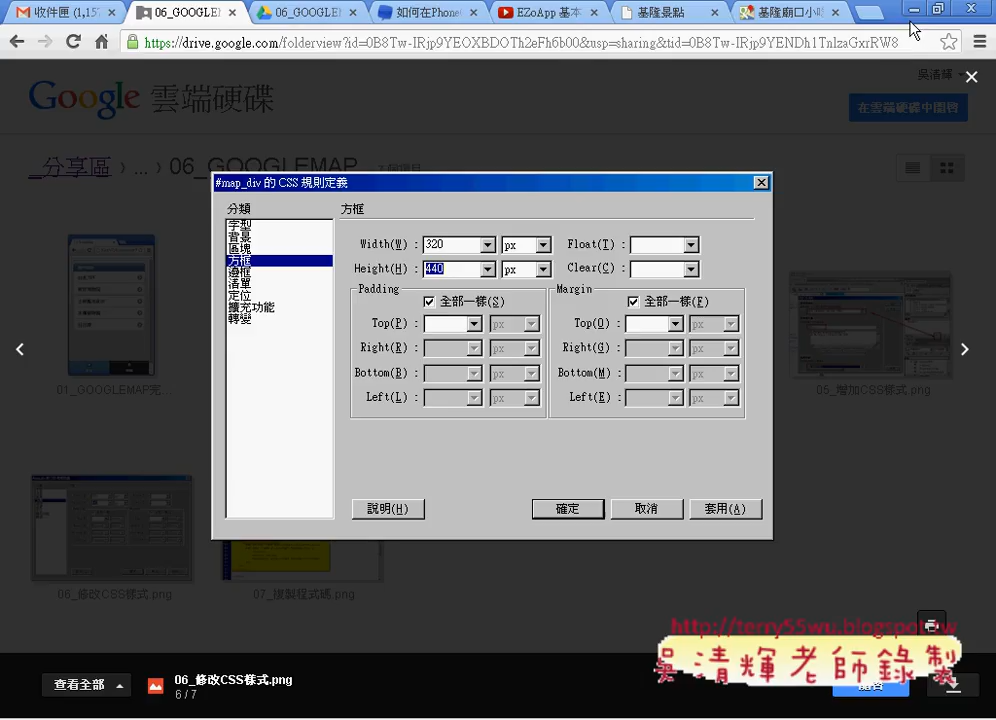 收件匣 (1,15
06_GOOGLE
06_GOOGLE
如何在Phone
EZoApp 基本
基隆景點
基隆廟口小
https://drive.google.com/folderview?id=0B8Tw-IRjp9YEOXBDOTh2eFh6b00&usp=sharing&tid=0B8Tw-IRjp9YENDh1TnlzaGxrRW8
吳清輝
Google 雲端硬碟
在雲端硬碟中開啟
_分享區 › ... › 06_GOOGLEMAP
#map_div 的 CSS 規則定義
分類
方框
字型
背景
區塊
方框
邊框
清單
定位
擴充功能
轉變
Width(W) : 320 px Float(T) :
Height(H) : 440 px Clear(C) :
Padding Margin
全部一樣(S) 全部一樣(F)
Top(P) : px Top(O) : px
Right(R) : px Right(G) : px
Bottom(B) : px Bottom(M) : px
Left(L) : px Left(E) : px
說明(H) 確定 取消 套用(A)
01_GOOGLEMAP完...
05_增加CSS樣式.png
06_修改CSS樣式.png
07_複製程式碼.png
http://terry55wu.blogspot.tw
吳清輝老師錄製
查看全部
06_修改CSS樣式.png
6 / 7